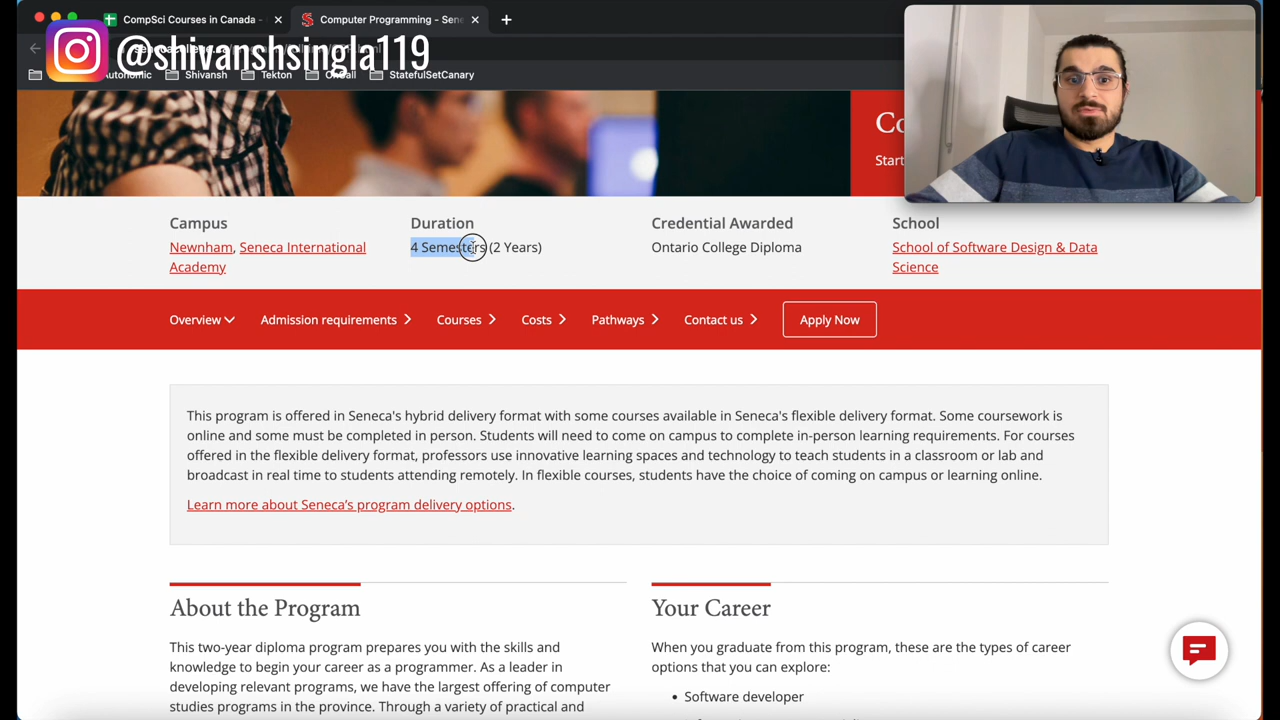 CompSci Courses in Canada -
Computer Programming - Sene
@shivanshsingla119
Shivansh
Tekton
OnCall
StatefulSetCanary
Start
Campus
Newnham, Seneca International
Academy
Duration
4 Semesters (2 Years)
Credential Awarded
Ontario College Diploma
School
School of Software Design & Data
Science
Overview
Admission requirements
Courses
Costs
Pathways
Contact us
Apply Now
This program is offered in Seneca's hybrid delivery format with some courses available in Seneca's flexible delivery format. Some coursework is
online and some must be completed in person. Students will need to come on campus to complete in-person learning requirements. For courses
offered in the flexible delivery format, professors use innovative learning spaces and technology to teach students in a classroom or lab and
broadcast in real time to students attending remotely. In flexible courses, students have the choice of coming on campus or learning online.
Learn more about Seneca's program delivery options.
About the Program
This two-year diploma program prepares you with the skills and
knowledge to begin your career as a programmer. As a leader in
developing relevant programs, we have the largest offering of computer
studies programs in the province. Through a variety of practical and
Your Career
When you graduate from this program, these are the types of career
options that you can explore:
• Software developer